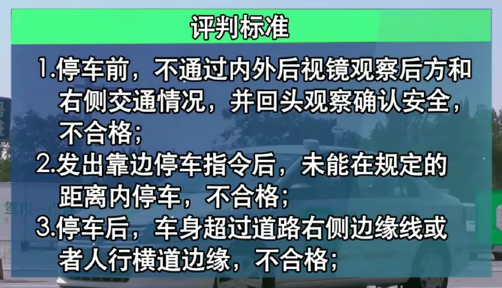 评判标准
1.停车前，不通过内外后视镜观察后方和
右侧交通情况，并回头观察确认安全，
不合格；
2.发出靠边停车指令后，未能在规定的
距离内停车，不合格；
3.停车后，车身超过道路右侧边缘线或
者人行横道边缘，不合格；